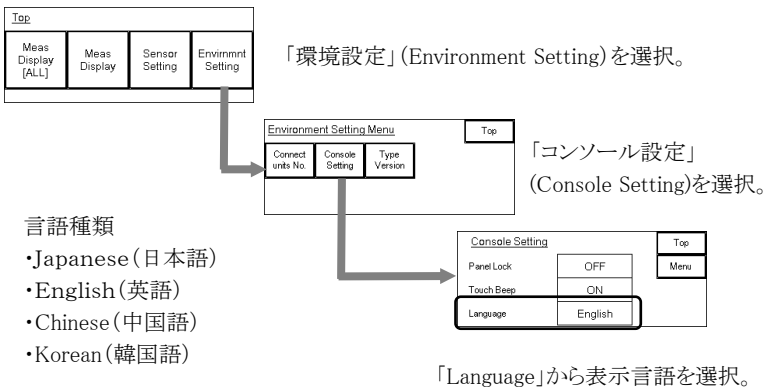 Top
Meas
Display
[ALL]
Meas
Display
Sensor
Setting
Envirnmnt
Setting
「環境設定」(Environment Setting)を選択。
Environment Setting Menu
Top
Connect
units No.
Console
Setting
Type
Version
「コンソール設定」
(Console Setting)を選択。
言語種類
・Japanese(日本語)
・English(英語)
・Chinese(中国語)
・Korean(韓国語)
Console Setting
Top
Panel Lock
OFF
Menu
Touch Beep
ON
Language
English
「Language」から表示言語を選択。